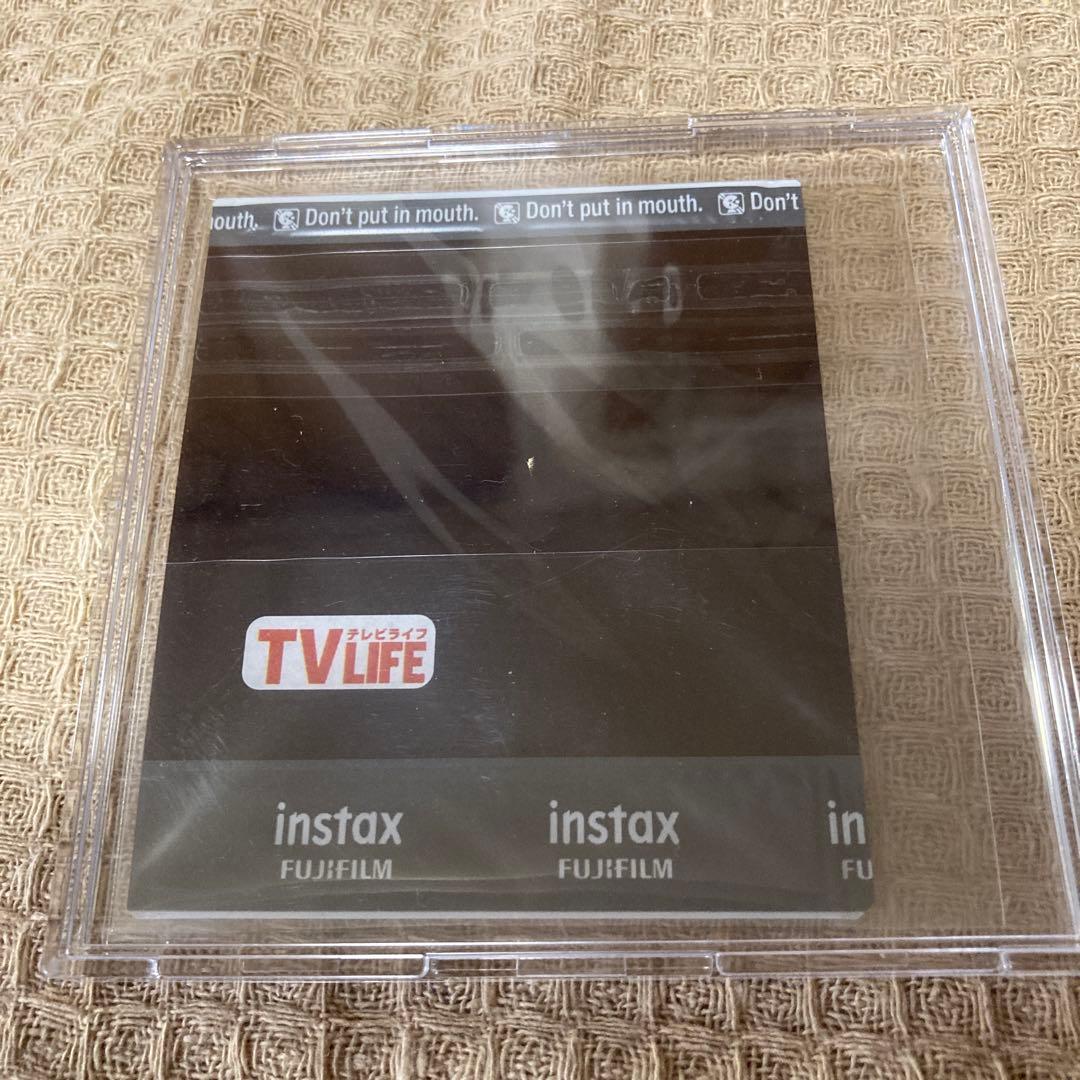 mouth. Don't put in mouth. Don't put in mouth. Don't
テレビライフ
TV LIFE
instax instax in
FUJIFILM FUJIFILM FU